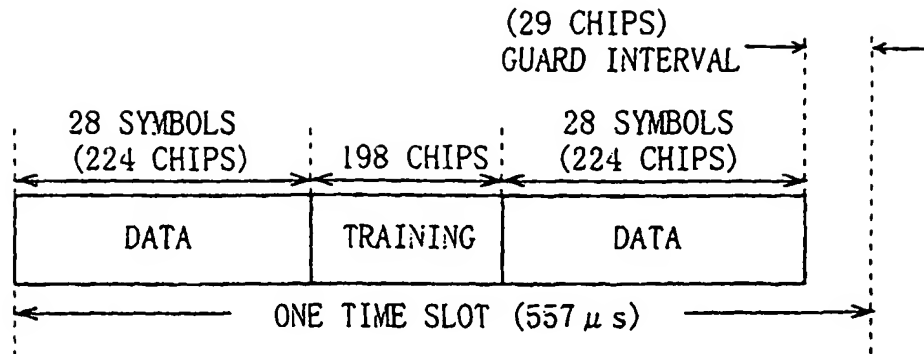 (29 CHIPS)
GUARD INTERVAL
28 SYMBOLS
(224 CHIPS)
198 CHIPS
28 SYMBOLS
(224 CHIPS)
DATA
TRAINING
DATA
ONE TIME SLOT (557 μs)